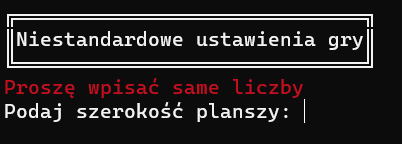 Niestandardowe ustawienia gry
Proszę wpisać same liczby
Podaj szerokość planszy: